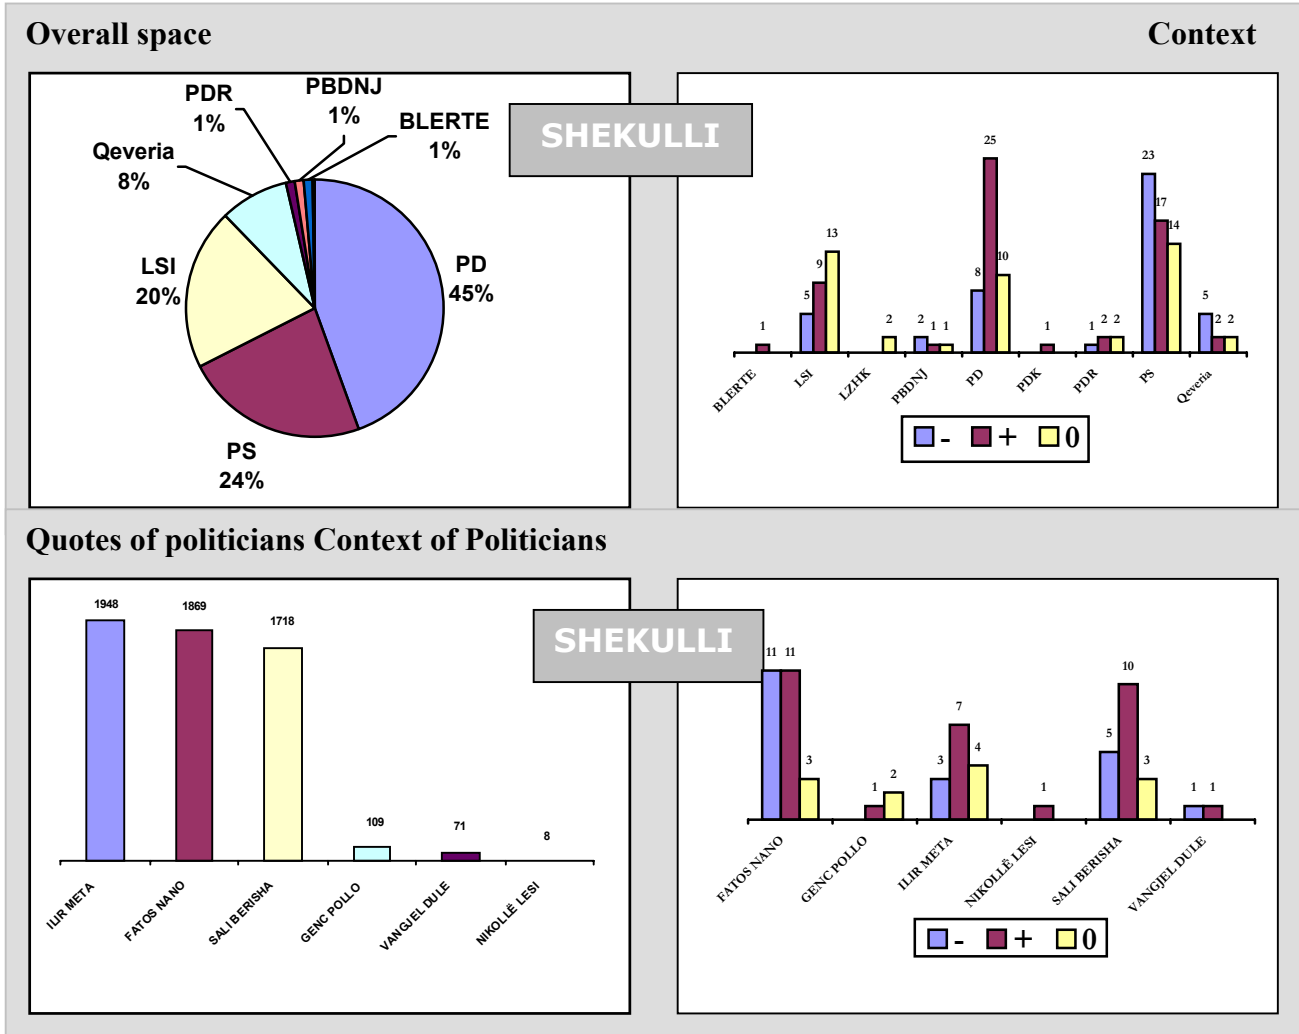 Overall space
Context
SHEKULLI
PDR
1%
PBDNJ
1%
BLERTE
1%
Qeveria
8%
LSI
20%
PD
45%
PS
24%
1
5
9
13
2
2
1
1
8
25
10
1
1
2
2
23
17
14
5
2
2
BLERTE
LSI
LZHK
PBDNJ
PD
PDK
PDR
PS
Qeveria
- + 0
Quotes of politicians Context of Politicians
SHEKULLI
1948
1869
1718
109
71
8
ILIR META
FATOS NANO
SALI BERISHA
GENC POLLO
VANGJEL DULE
NIKOLLË LESI
11
11
3
1
2
3
7
4
1
5
10
3
1
1
FATOS NANO
GENC POLLO
ILIR META
NIKOLLË LESI
SALI BERISHA
VANGJEL DULE
- + 0